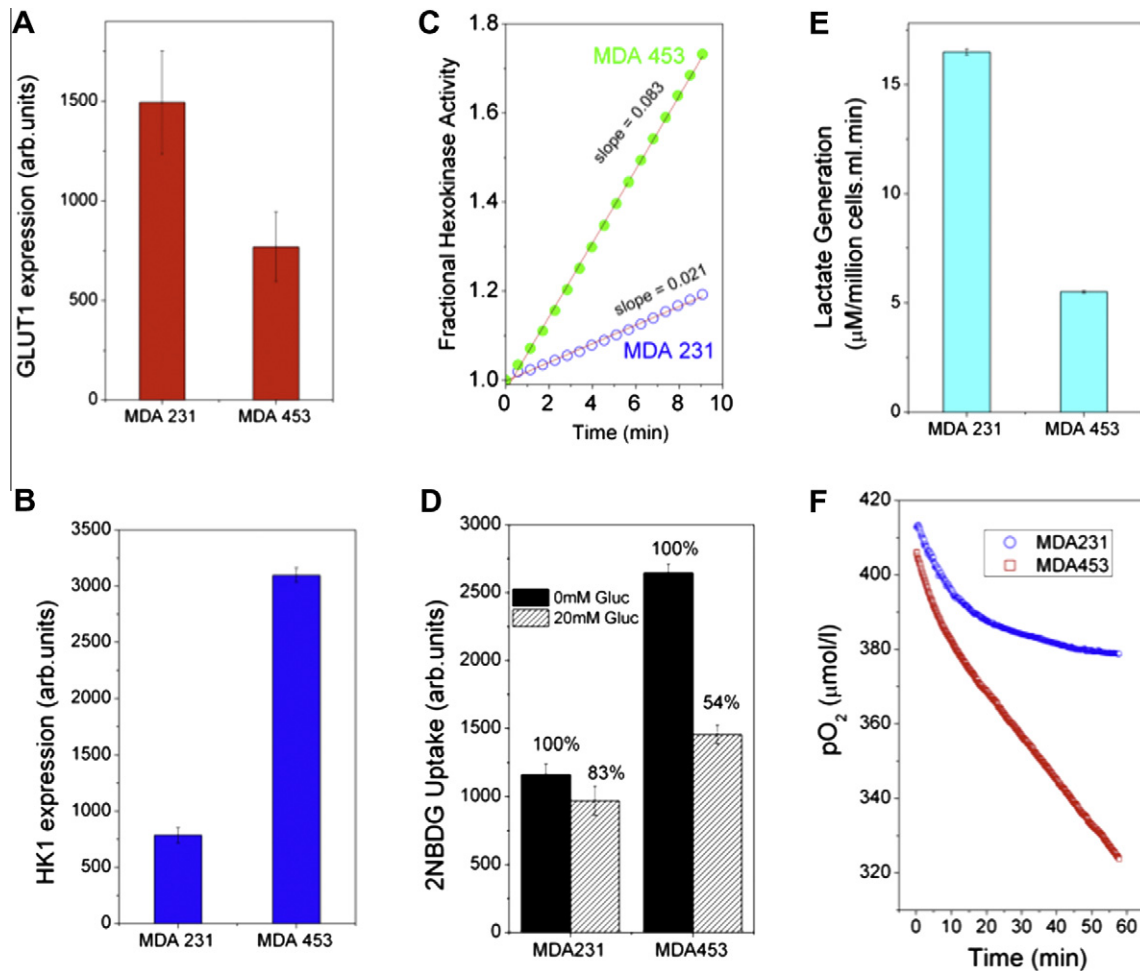 A
GLUT1 expression (arb.units)
1500
1000
500
0
MDA 231 MDA 453
B
HK1 expression (arb.units)
3500
3000
2500
2000
1500
1000
500
0
MDA 231 MDA 453
C
Fractional Hexokinase Activity
1.8
1.6
1.4
1.2
1.0
MDA 453
slope = 0.083
slope = 0.021
MDA 231
0 2 4 6 8 10
Time (min)
D
2NBDG Uptake (arb.units)
3000
2500
2000
1500
1000
500
0
0mM Gluc
20mM Gluc
100%
83%
100%
54%
MDA231 MDA453
E
Lactate Generation
(μM/million cells.ml.min)
15
10
5
0
MDA 231 MDA 453
F
pO2 (μmol/l)
420
400
380
360
340
320
MDA231
MDA453
0 10 20 30 40 50 60
Time (min)